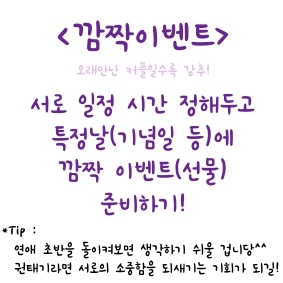 <깜짝이벤트>
오래만난 커플일수록 강추!
서로 일정 시간 정해두고
특정날(기념일 등)에
깜짝 이벤트(선물)
준비하기!
*Tip :
연애 초반을 돌이켜보면 생각하기 쉬울 겁니당^^
권태기라면 서로의 소중함을 되새기는 기회가 되길!